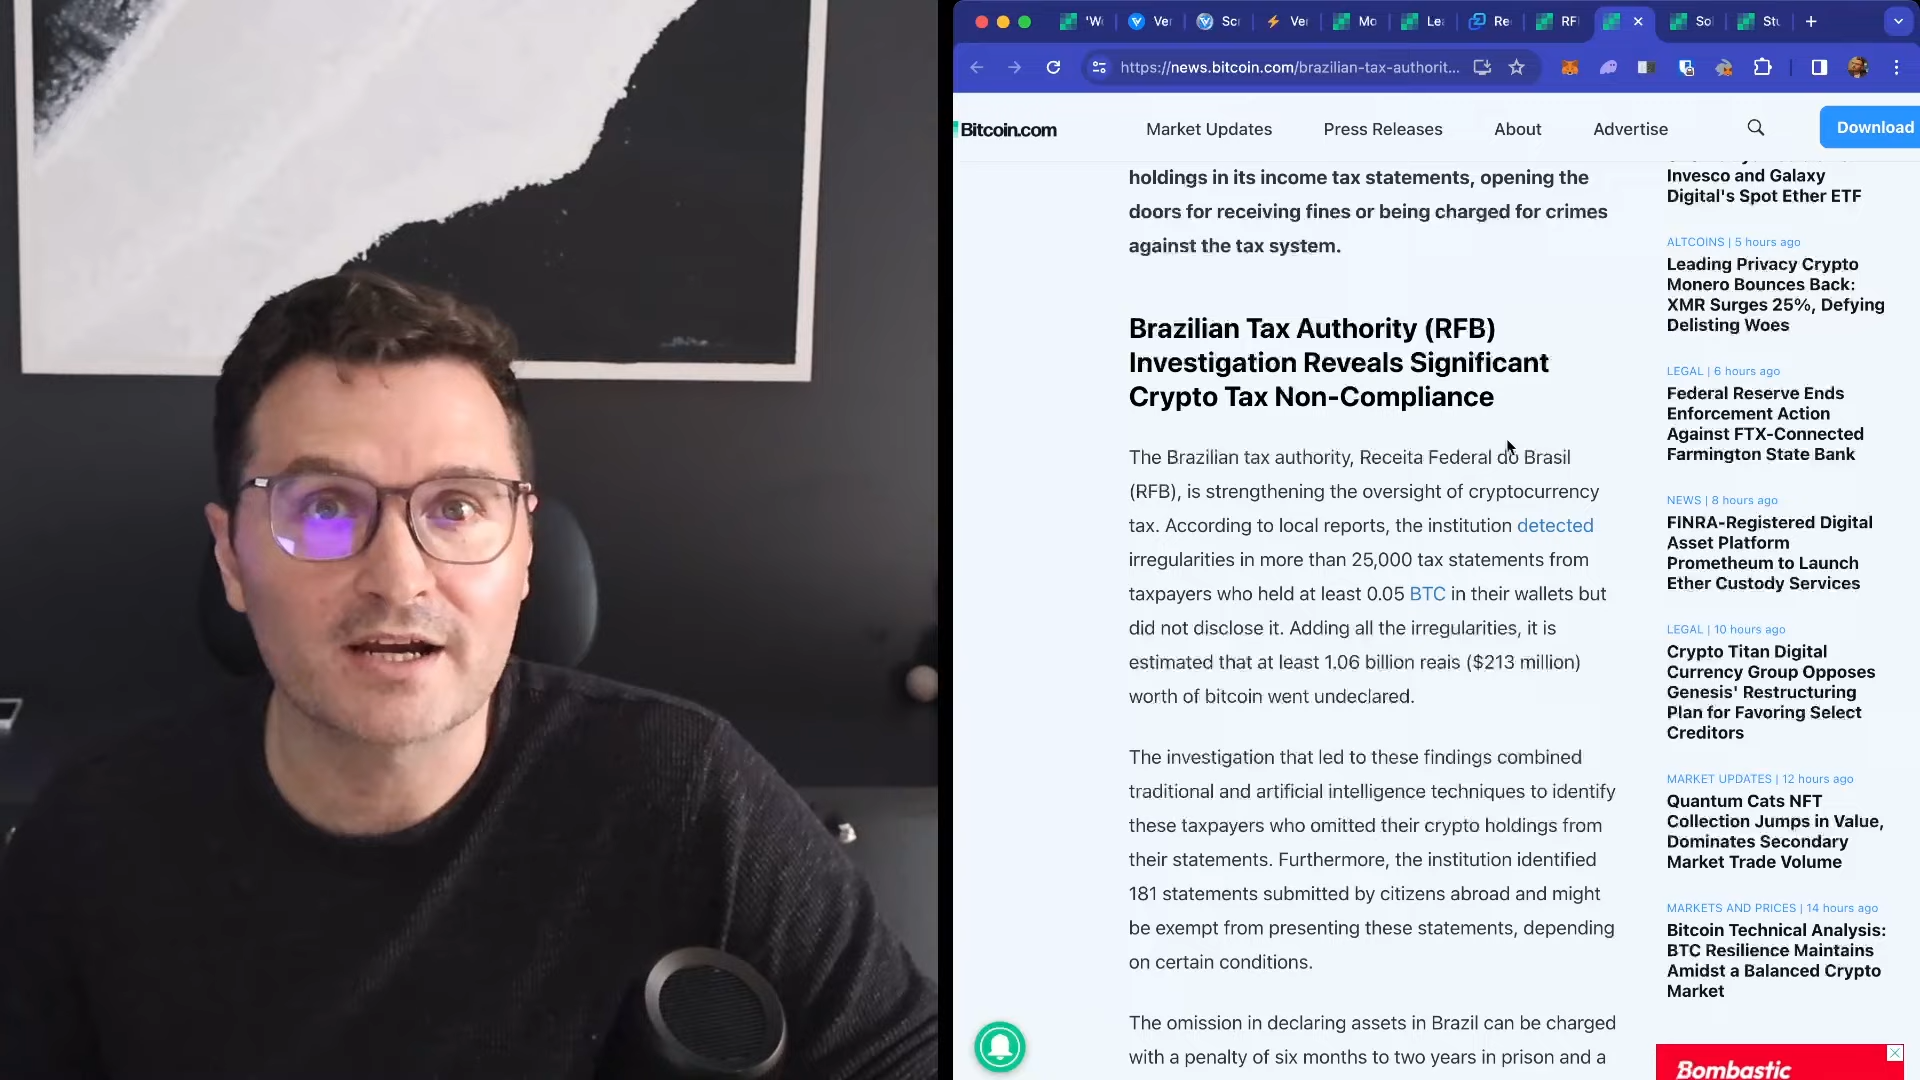 'W
Ver
Sc
Ver
Mo
Le
Re
RF
So
St
https://news.bitcoin.com/brazilian-tax-authorit...
Bitcoin.com
Market Updates
Press Releases
About
Advertise
Download
holdings in its income tax statements, opening the
doors for receiving fines or being charged for crimes
against the tax system.
Brazilian Tax Authority (RFB)
Investigation Reveals Significant
Crypto Tax Non-Compliance
The Brazilian tax authority, Receita Federal do Brasil
(RFB), is strengthening the oversight of cryptocurrency
tax. According to local reports, the institution detected
irregularities in more than 25,000 tax statements from
taxpayers who held at least 0.05 BTC in their wallets but
did not disclose it. Adding all the irregularities, it is
estimated that at least 1.06 billion reais ($213 million)
worth of bitcoin went undeclared.
The investigation that led to these findings combined
traditional and artificial intelligence techniques to identify
these taxpayers who omitted their crypto holdings from
their statements. Furthermore, the institution identified
181 statements submitted by citizens abroad and might
be exempt from presenting these statements, depending
on certain conditions.
The omission in declaring assets in Brazil can be charged
with a penalty of six months to two years in prison and a
Invesco and Galaxy
Digital's Spot Ether ETF
ALTCOINS | 5 hours ago
Leading Privacy Crypto
Monero Bounces Back:
XMR Surges 25%, Defying
Delisting Woes
LEGAL | 6 hours ago
Federal Reserve Ends
Enforcement Action
Against FTX-Connected
Farmington State Bank
NEWS | 8 hours ago
FINRA-Registered Digital
Asset Platform
Prometheum to Launch
Ether Custody Services
LEGAL | 10 hours ago
Crypto Titan Digital
Currency Group Opposes
Genesis' Restructuring
Plan for Favoring Select
Creditors
MARKET UPDATES | 12 hours ago
Quantum Cats NFT
Collection Jumps in Value,
Dominates Secondary
Market Trade Volume
MARKETS AND PRICES | 14 hours ago
Bitcoin Technical Analysis:
BTC Resilience Maintains
Amidst a Balanced Crypto
Market
Bombastic